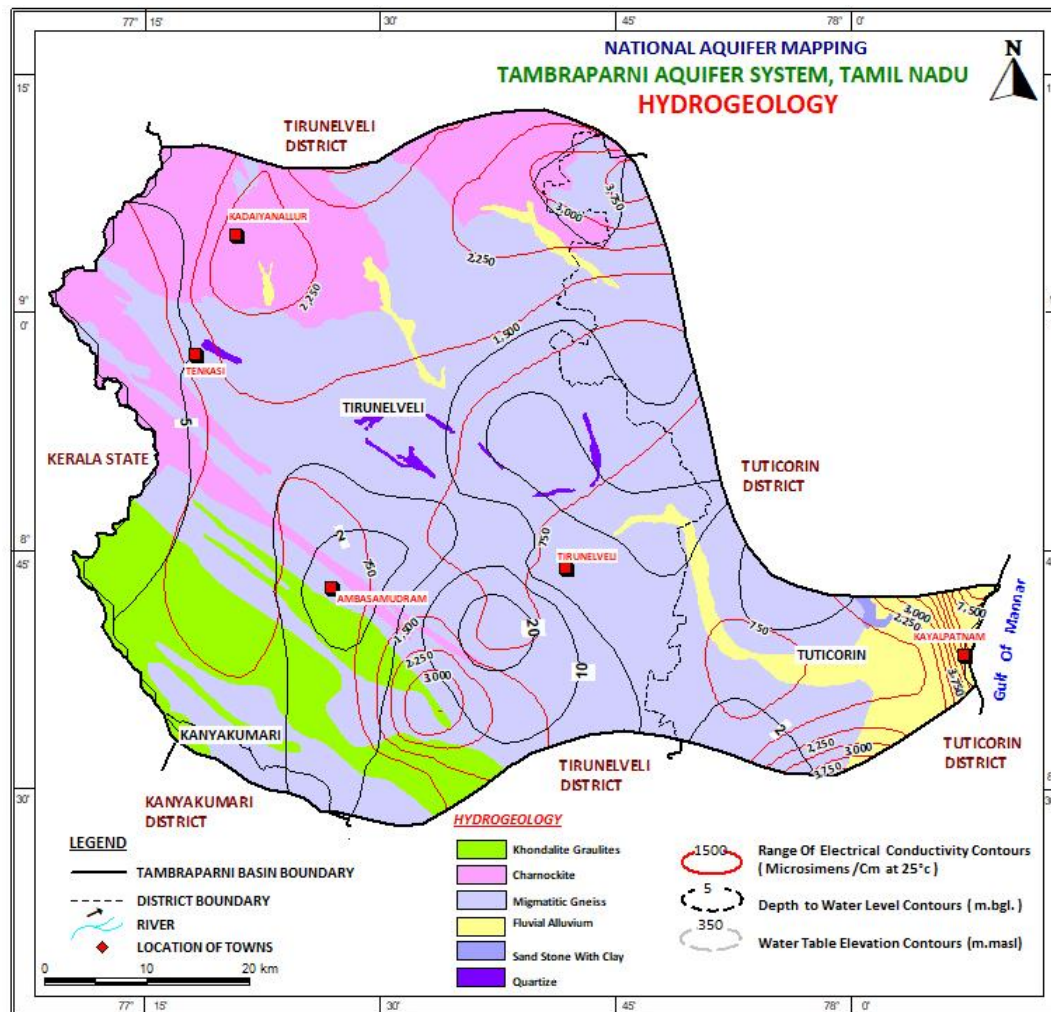 77° 15' 30' 45' 78° 0'
NATIONAL AQUIFER MAPPING
TAMBRAPARNI AQUIFER SYSTEM, TAMIL NADU
HYDROGEOLOGY
N
15'
TIRUNELVELI
DISTRICT
3,750
3,000
KADAIYANALLUR
2,250
2,250
9°
0'
1,500
TENKASI
TIRUNELVELI
5
KERALA STATE
TUTICORIN
DISTRICT
750
8°
45'
2
750
TIRUNELVELI
AMBASAMUDRAM
1,500
20
2,250
3,000
10
750
TUTICORIN
3,000
2,250
7,500
KAYALPATNAM
3,750
Gulf Of Mannar
KANYAKUMARI
2
2,250
3,000
3,750
TUTICORIN
DISTRICT
TIRUNELVELI
DISTRICT
30'
KANYAKUMARI
DISTRICT
LEGEND
TAMBRAPARNI BASIN BOUNDARY
DISTRICT BOUNDARY
RIVER
LOCATION OF TOWNS
0 10 20 km
HYDROGEOLOGY
Khondalite Graulites
Charnockite
Migmatitic Gneiss
Fluvial Alluvium
Sand Stone With Clay
Quartize
1500
Range Of Electrical Conductivity Contours
( Microsimens /Cm at 25°c )
5
Depth to Water Level Contours ( m.bgl. )
350
Water Table Elevation Contours (m.masl)
77° 15' 30' 45' 78° 0'